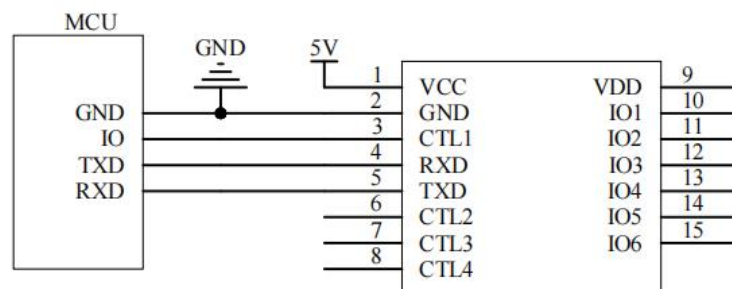 MCU
GND 5V
1 VCC VDD 9
GND 2 GND IO1 10
IO 3 CTL1 IO2 11
TXD 4 RXD IO3 12
RXD 5 TXD IO4 13
6 CTL2 IO5 14
7 CTL3 IO6 15
8 CTL4